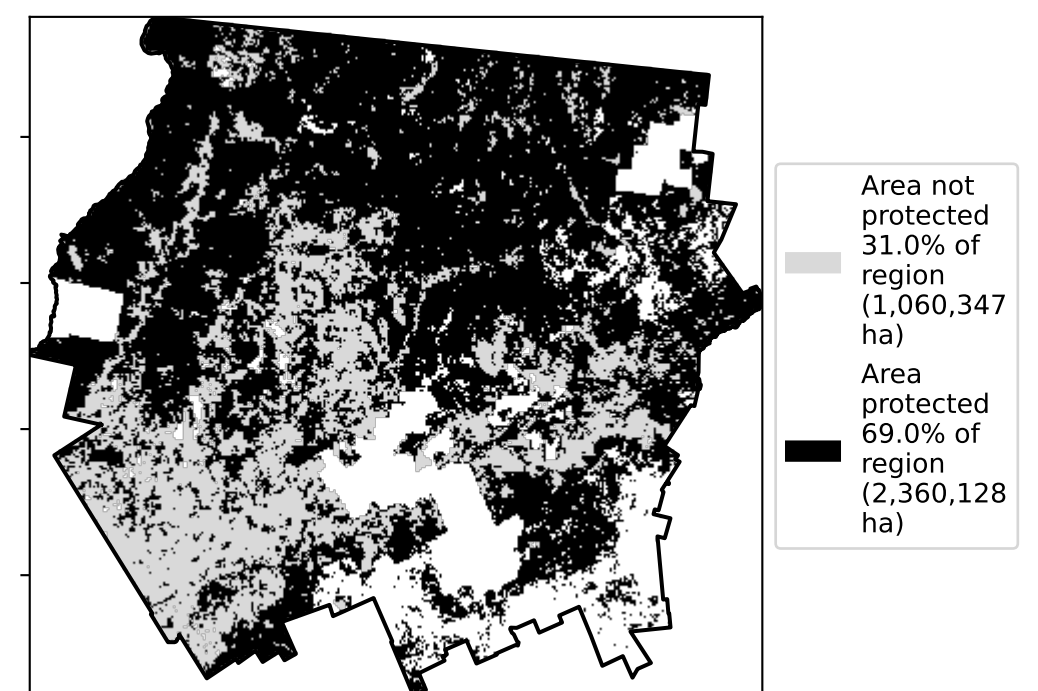 Area not
protected
31.0% of
region
(1,060,347
ha)
Area
protected
69.0% of
region
(2,360,128
ha)